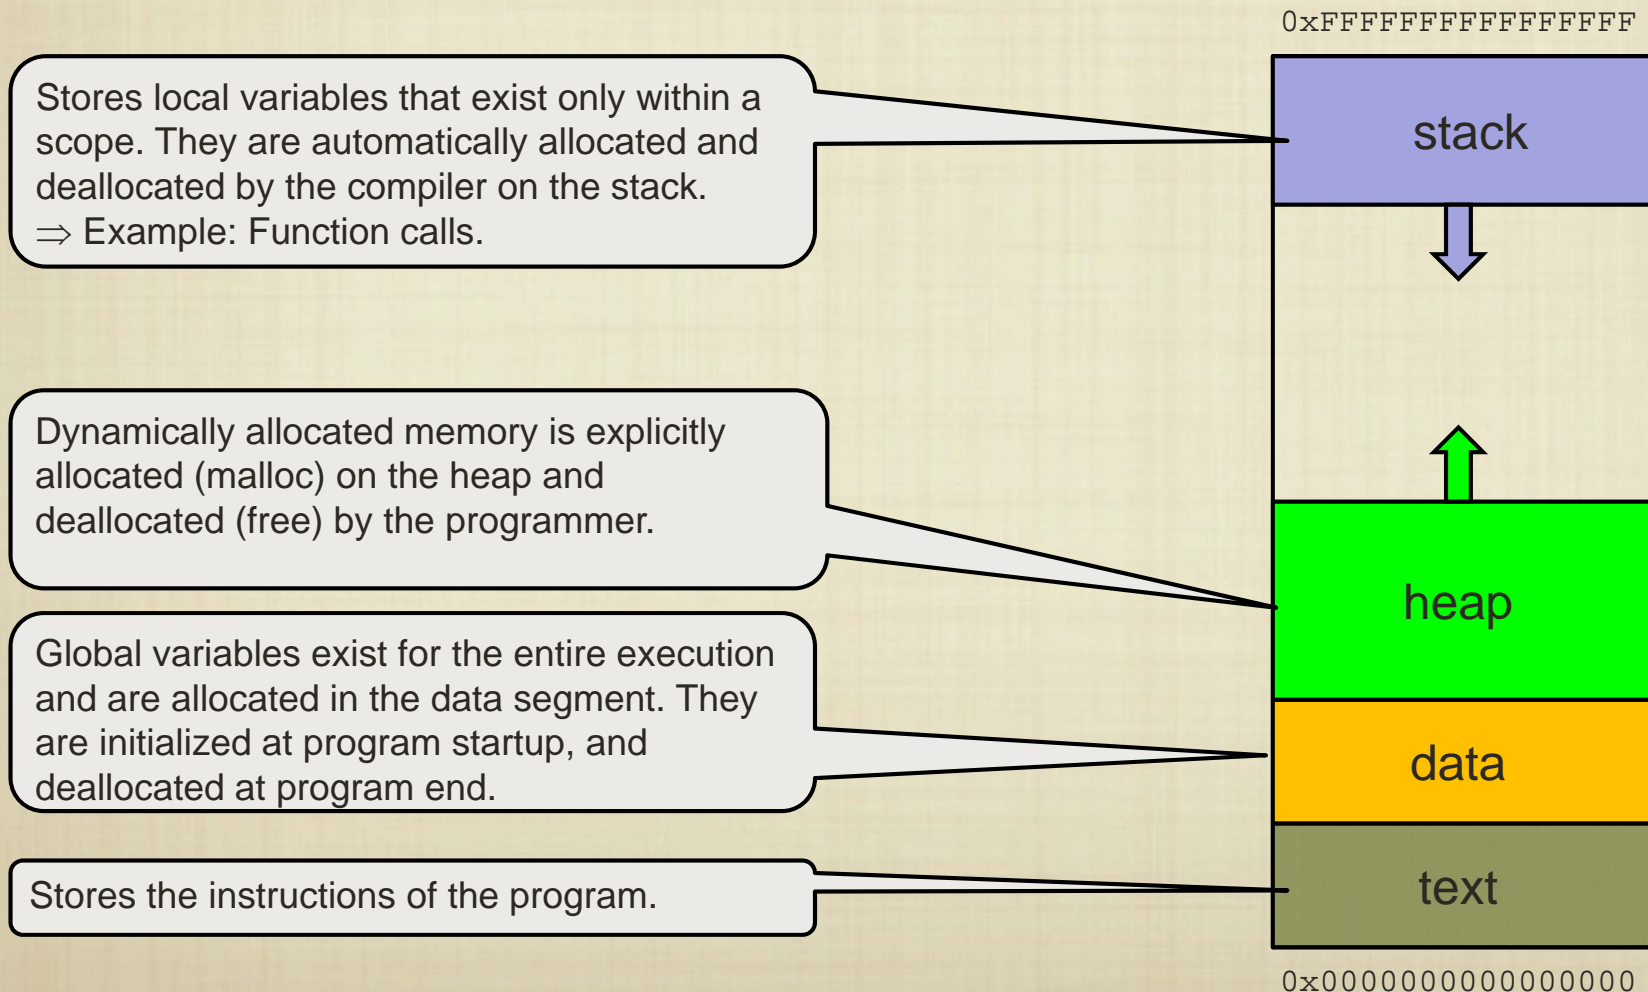 0xFFFFFFFFFFFFFFFF
Stores local variables that exist only within a
scope. They are automatically allocated and
deallocated by the compiler on the stack.
⇒ Example: Function calls.
stack
Dynamically allocated memory is explicitly
allocated (malloc) on the heap and
deallocated (free) by the programmer.
heap
Global variables exist for the entire execution
and are allocated in the data segment. They
are initialized at program startup, and
deallocated at program end.
data
Stores the instructions of the program.
text
0x0000000000000000